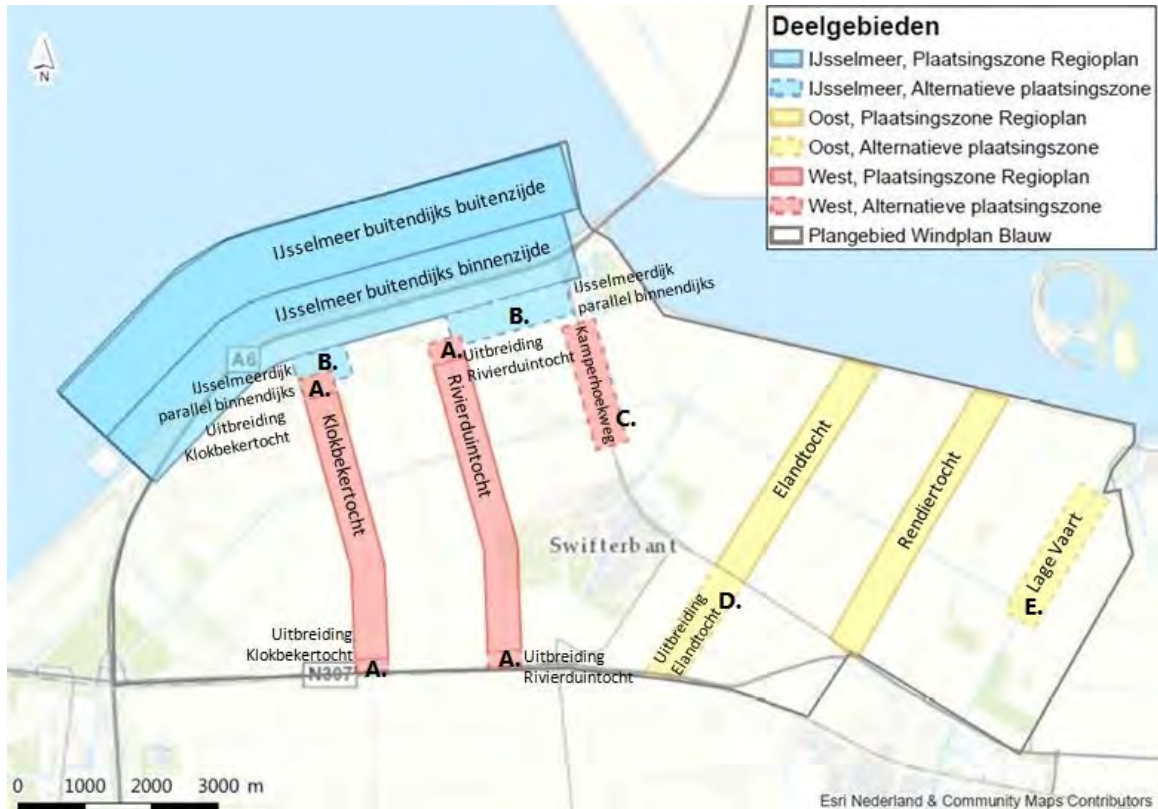 Deelgebieden
IJsselmeer, Plaatsingszone Regioplan
IJsselmeer, Alternatieve plaatsingszone
Oost, Plaatsingszone Regioplan
Oost, Alternatieve plaatsingszone
West, Plaatsingszone Regioplan
West, Alternatieve plaatsingszone
Plangebied Windplan Blauw
N
IJsselmeer buitendijks buitenzijde
IJsselmeer buitendijks binnenzijde
IJsselmeerdijk
parallel binnendijks
B.
A6
B.
A.
Uitbreiding
Rivierduintocht
Kamperhoekweg
C.
IJsselmeerdijk
parallel binnendijks
A.
Uitbreiding
Klokbekertocht
Klokbekertocht
Rivierduintocht
Elandtocht
Rendiertocht
Lage Vaart
E.
Swifterbant
D.
Uitbreiding
Elandtocht
Uitbreiding
Klokbekertocht
A.
N307
A.
Uitbreiding
Rivierduintocht
0 1000 2000 3000 m
Esri Nederland & Community Maps Contributors